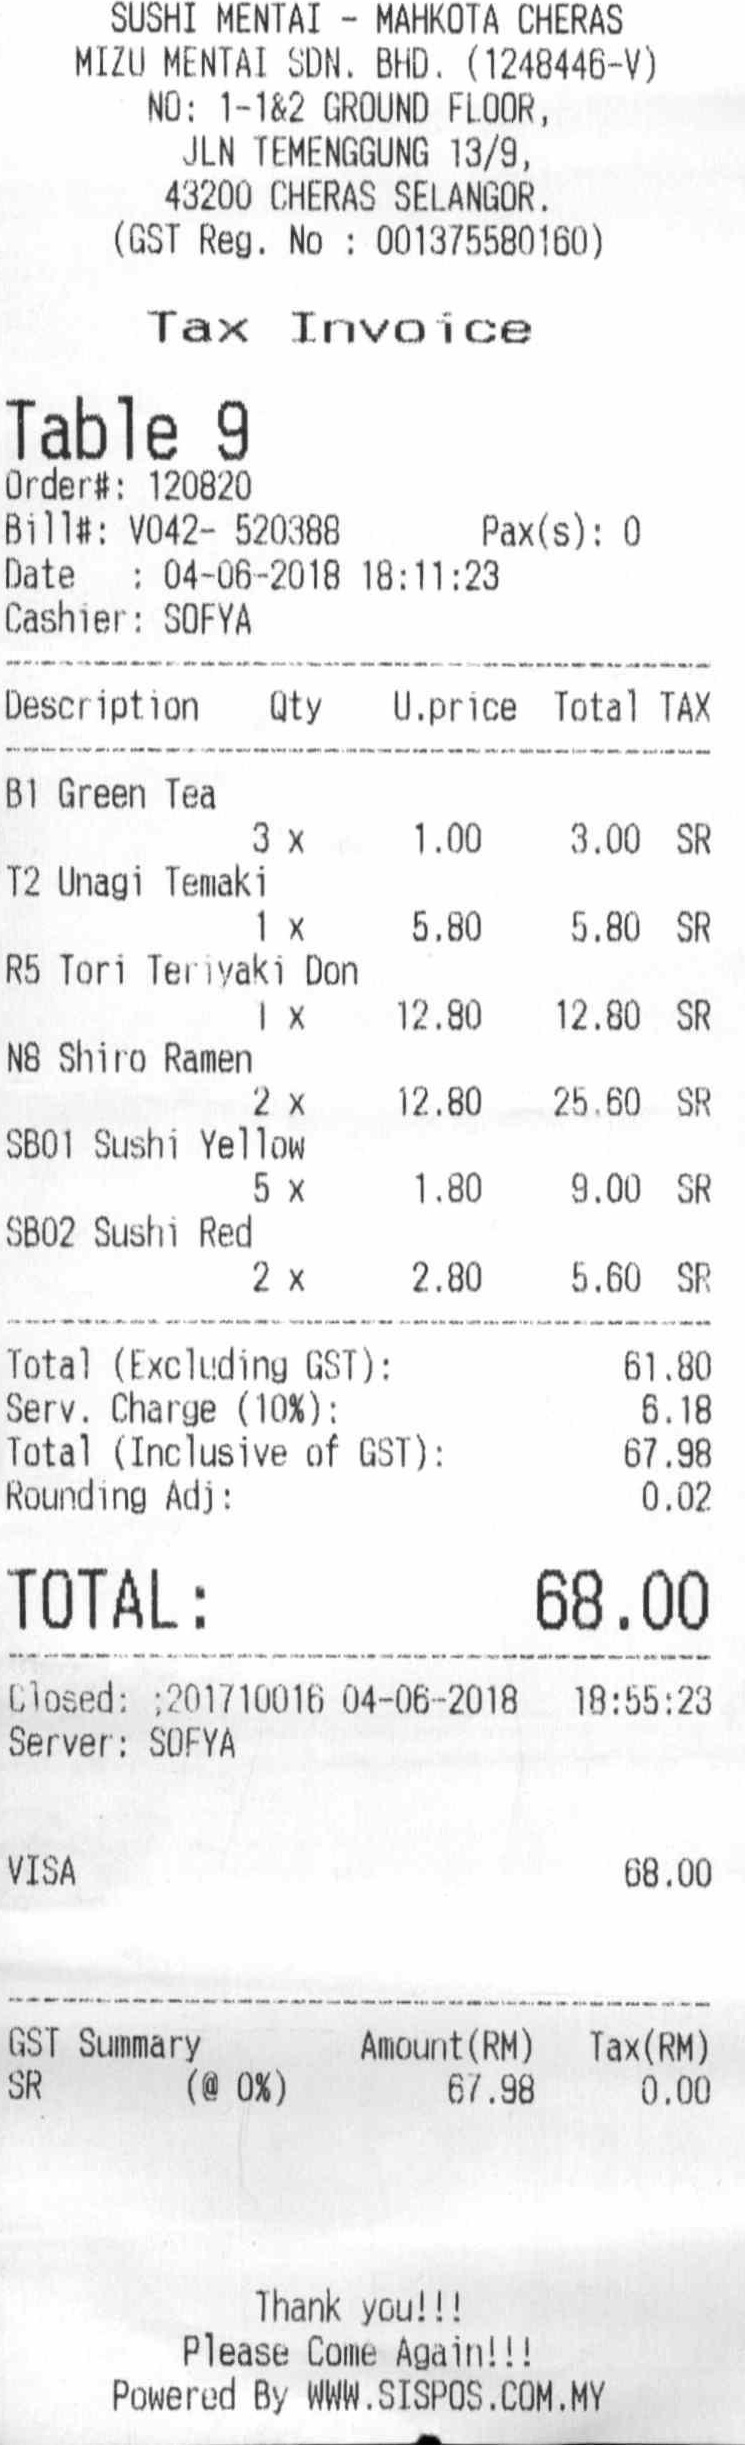 SUSHI MENTAI - MAHKOTA CHERAS
MIZU MENTAI SDN. BHD. (1248446-V)
NO: 1-1&2 GROUND FLOOR,
JLN TEMENGGUNG 13/9,
43200 CHERAS SELANGOR.
(GST Reg. No : 001375580160)
Tax Invoice
Table 9
Order#: 120820
Bill#: V042- 520388 Pax(s): 0
Date : 04-06-2018 18:11:23
Cashier: SOFYA
Description Qty U.price Total TAX
B1 Green Tea
3 x 1.00 3.00 SR
T2 Unagi Temaki
1 x 5.80 5.80 SR
R5 Tori Teriyaki Don
1 x 12.80 12.80 SR
N8 Shiro Ramen
2 x 12.80 25.60 SR
SB01 Sushi Yellow
5 x 1.80 9.00 SR
SB02 Sushi Red
2 x 2.80 5.60 SR
Total (Excluding GST): 61.80
Serv. Charge (10%): 6.18
Total (Inclusive of GST): 67.98
Rounding Adj: 0.02
TOTAL: 68.00
Closed: ;201710016 04-06-2018 18:55:23
Server: SOFYA
VISA 68.00
GST Summary Amount(RM) Tax(RM)
SR (@ 0%) 67.98 0.00
Thank you!!!
Please Come Again!!!
Powered By WWW.SISPOS.COM.MY